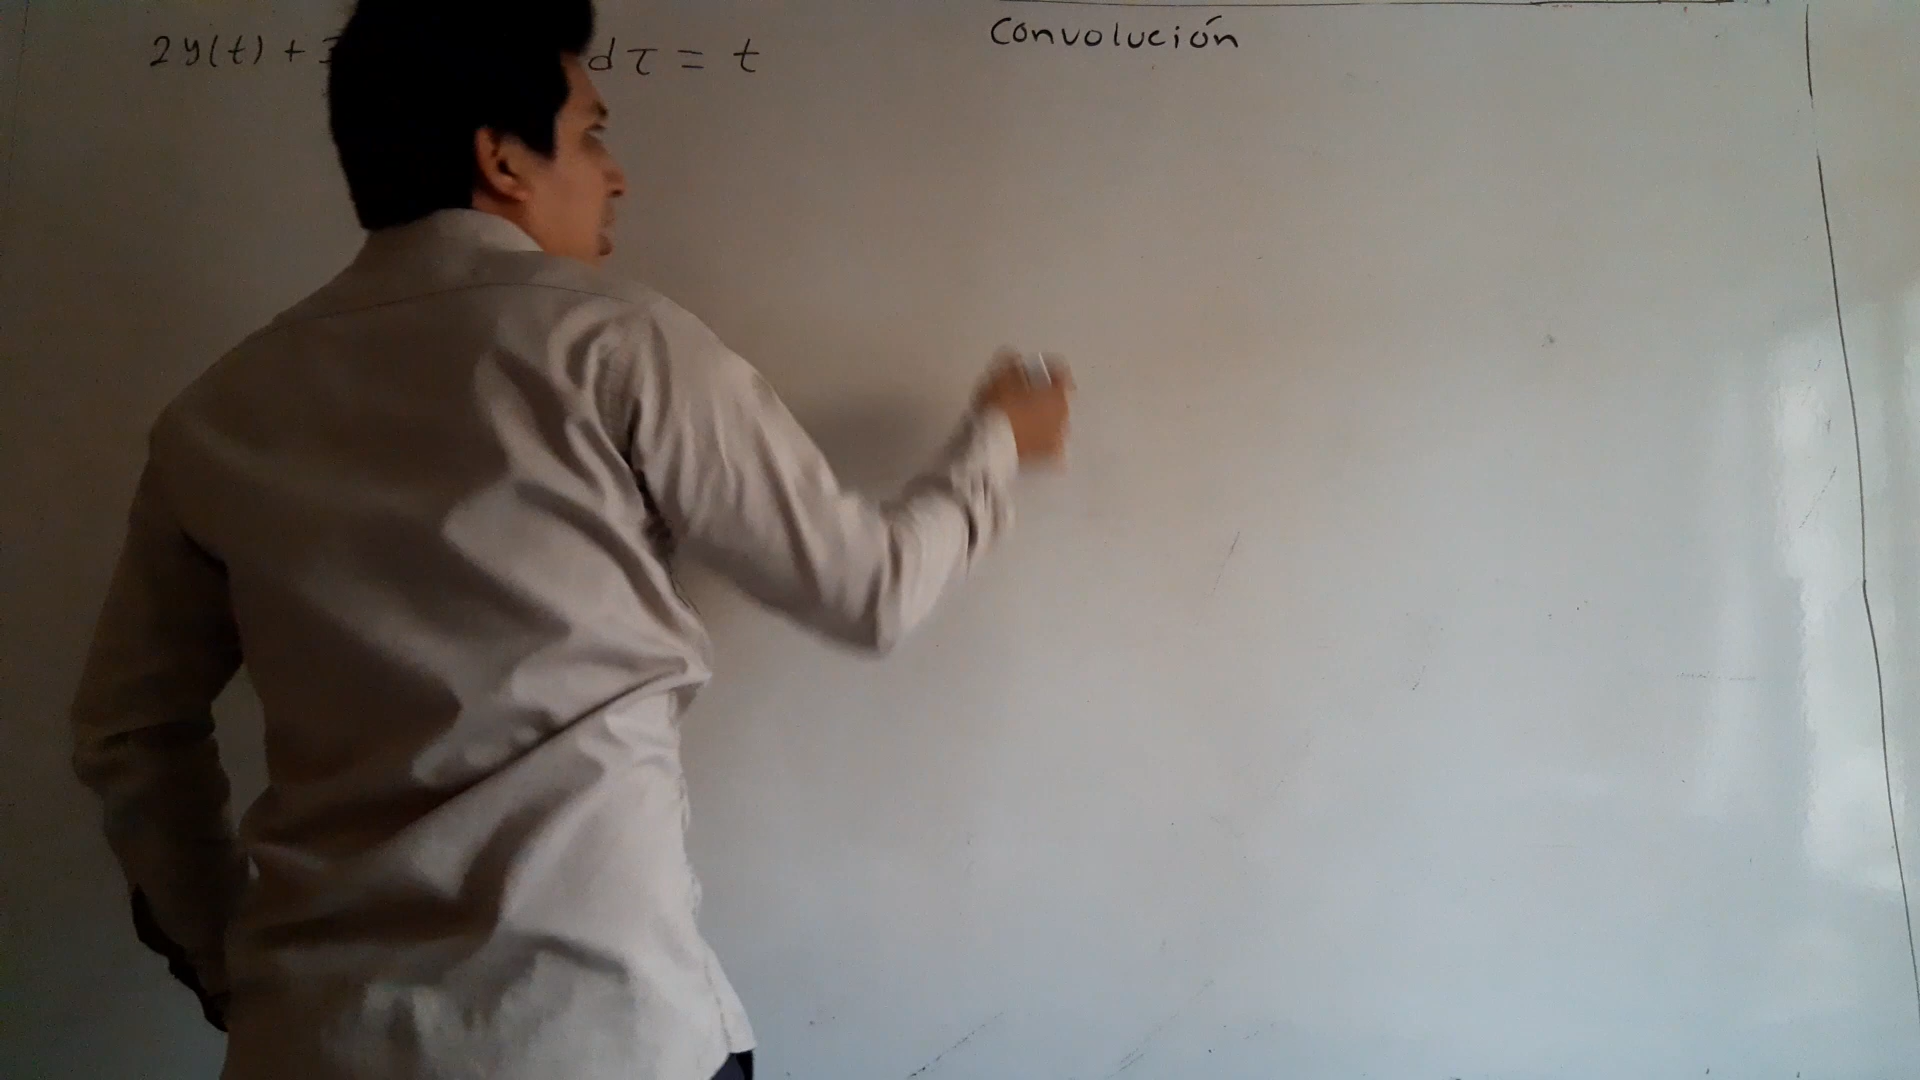 2y(t) + 3 dτ = t
Convolución